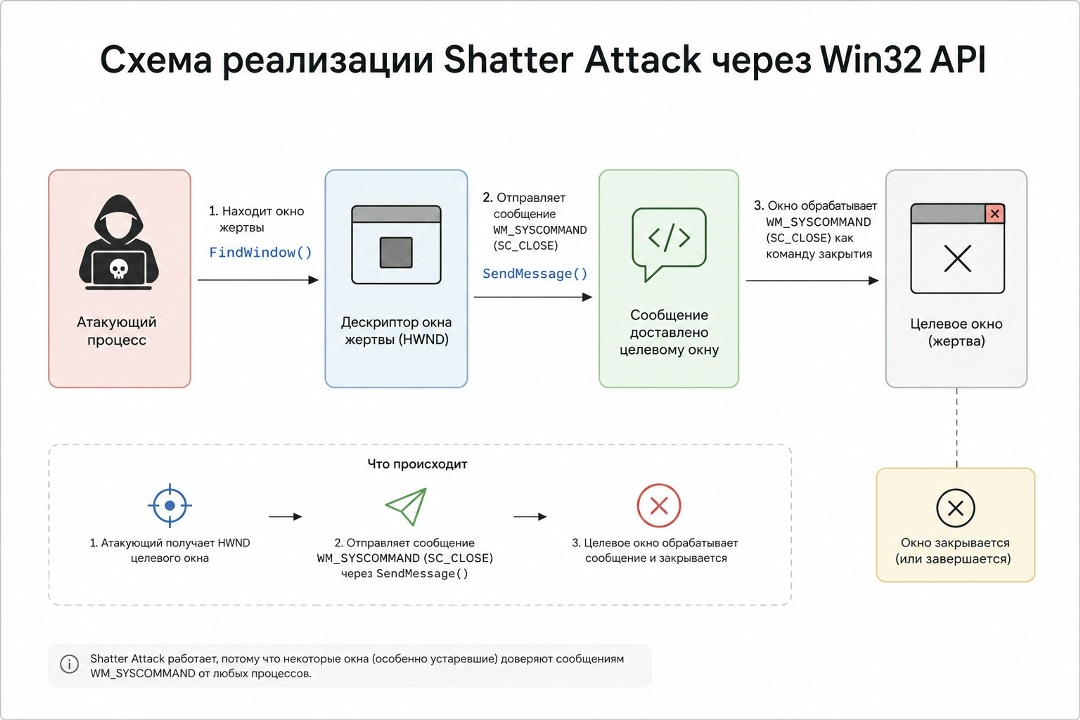 Схема реализации Shatter Attack через Win32 API
1. Находит окно
жертвы
FindWindow()
2. Отправляет
сообщение
WM_SYSCOMMAND
(SC_CLOSE)
SendMessage()
3. Окно обрабатывает
WM_SYSCOMMAND
(SC_CLOSE) как
команду закрытия
Атакующий
процесс
Дескриптор окна
жертвы (HWND)
Сообщение
доставлено
целевому окну
Целевое окно
(жертва)
Что происходит
1. Атакующий получает HWND
целевого окна
2. Отправляет сообщение
WM_SYSCOMMAND (SC_CLOSE)
через SendMessage()
3. Целевое окно обрабатывает
сообщение и закрывается
Окно закрывается
(или завершается)
Shatter Attack работает, потому что некоторые окна (особенно устаревшие) доверяют сообщениям
WM_SYSCOMMAND от любых процессов.